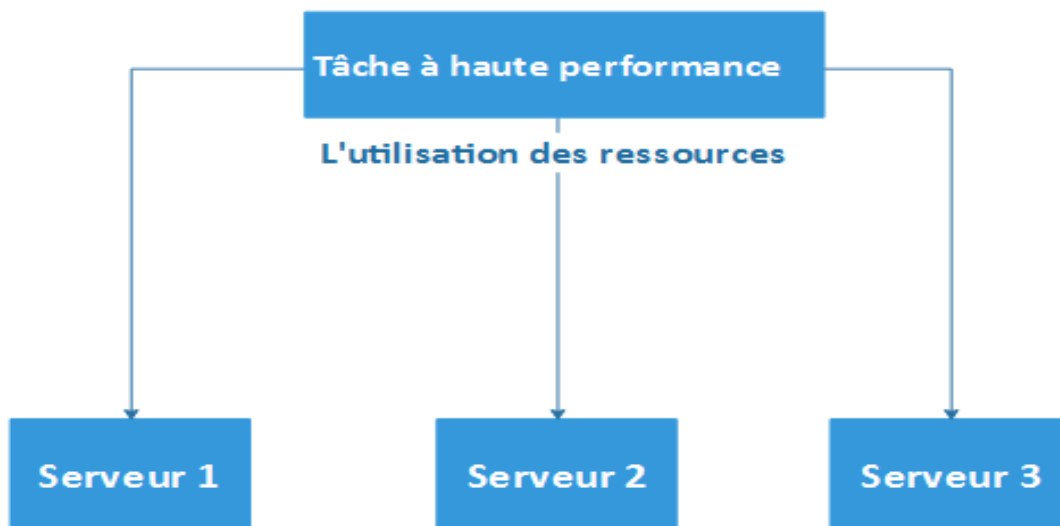 Tâche à haute performance
L'utilisation des ressources
Serveur 1
Serveur 2
Serveur 3